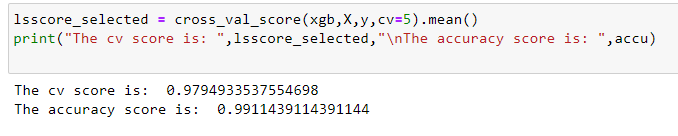 lsscore_selected = cross_val_score(xgb,X,y,cv=5).mean()
print("The cv score is: ",lsscore_selected,"\nThe accuracy score is: ",accu)
The cv score is:  0.9794933537554698
The accuracy score is:  0.9911439114391144